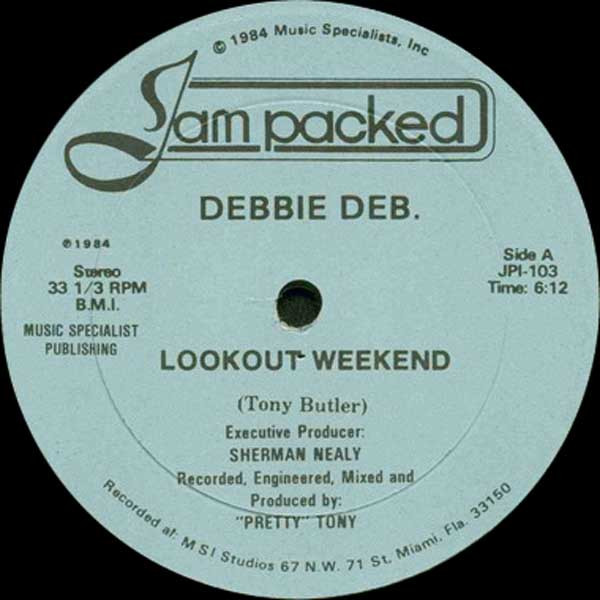 © 1984 Music Specialists, Inc
Jam packed
DEBBIE DEB.
℗ 1984
Stereo
33 1/3 RPM
B.M.I.
MUSIC SPECIALIST
PUBLISHING
Side A
JPI-103
Time: 6:12
LOOKOUT WEEKEND
(Tony Butler)
Executive Producer:
SHERMAN NEALY
Recorded, Engineered, Mixed and
Produced by:
"PRETTY" TONY
Recorded at: MSI Studios 67 N.W. 71 St. Miami, Fla. 33150